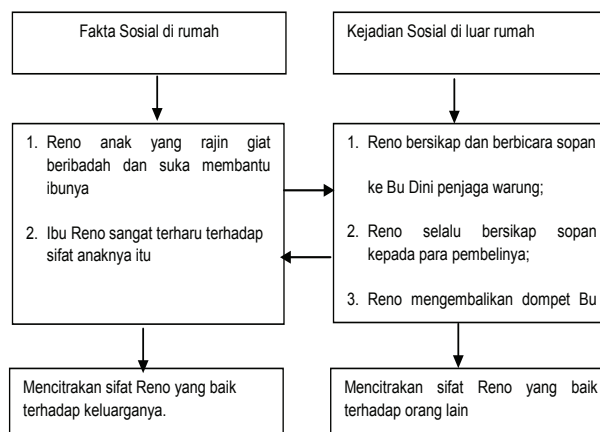 Fakta Sosial di rumah
Kejadian Sosial di luar rumah
1. Reno anak yang rajin giat
beribadah dan suka membantu
ibunya
2. Ibu Reno sangat terharu terhadap
sifat anaknya itu
1. Reno bersikap dan berbicara sopan
ke Bu Dini penjaga warung;
2. Reno selalu bersikap sopan
kepada para pembelinya;
3. Reno mengembalikan dompet Bu
Mencitrakan sifat Reno yang baik
terhadap keluarganya.
Mencitrakan sifat Reno yang baik
terhadap orang lain